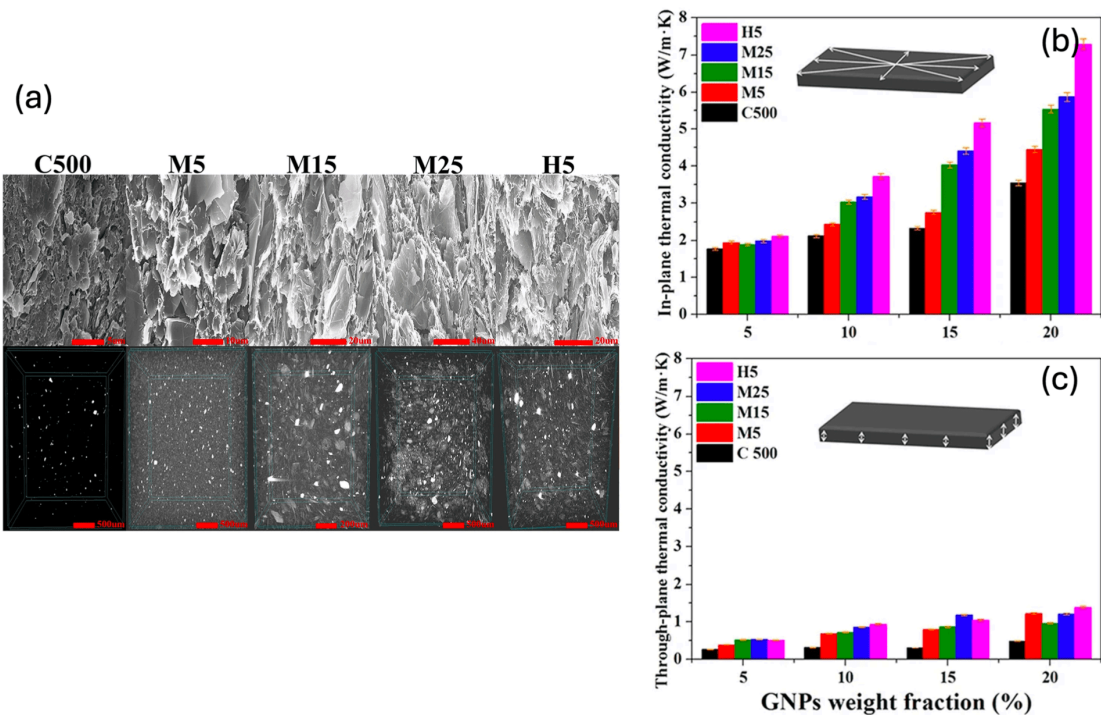 (a)
C500 M5 M15 M25 H5
20um 40um 20um
500um
(b)
In-plane thermal conductivity (W/m·K)
8
7
6
5
4
3
2
1
0
H5
M25
M15
M5
C500
5 10 15 20
(c)
Through-plane thermal conductivity (W/m·K)
8
7
6
5
4
3
2
1
0
H5
M25
M15
M5
C 500
5 10 15 20
GNPs weight fraction (%)